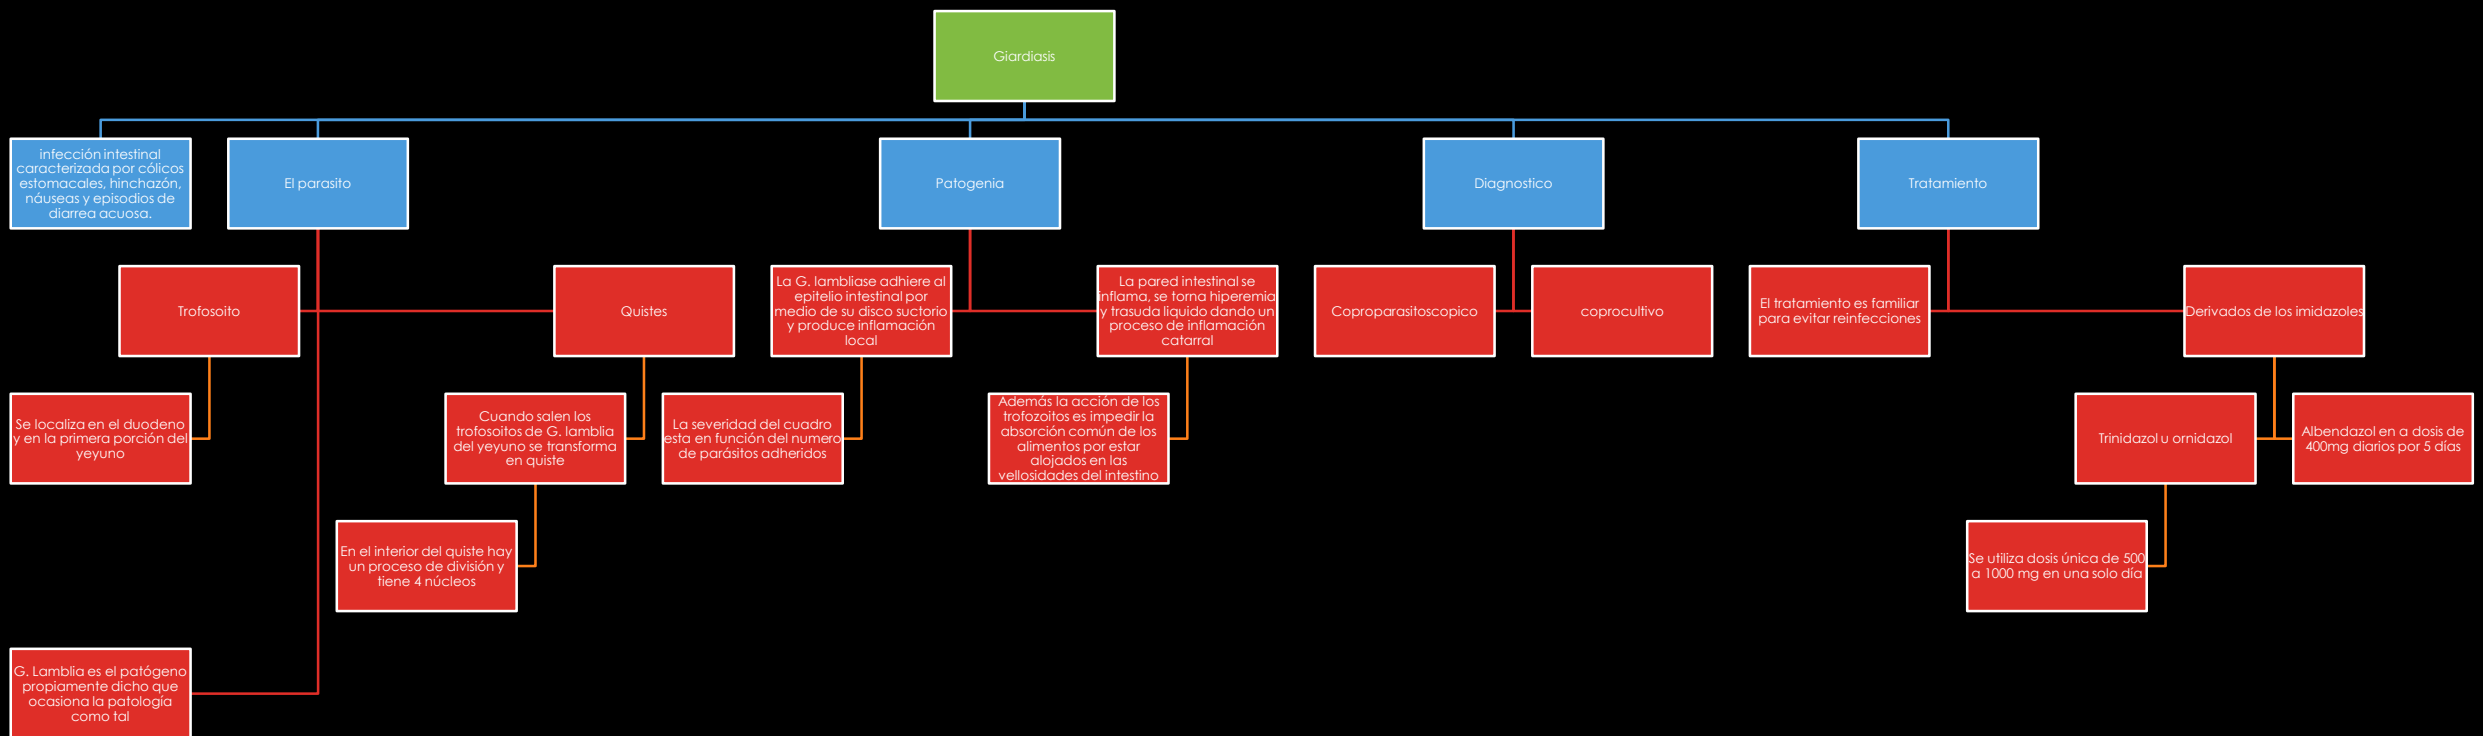 Giardiasis
infección intestinal
caracterizada por cólicos
estomacales, hinchazón,
náuseas y episodios de
diarrea acuosa.
El parasito
Patogenia
Diagnostico
Tratamiento
Trofosoito
Quistes
La G. lambliase adhiere al
epitelio intestinal por
medio de su disco suctorio
y produce inflamación
local
La pared intestinal se
inflama, se torna hiperemia
y trasuda liquido dando un
proceso de inflamación
catarral
Coproparasitoscopico
coprocultivo
El tratamiento es familiar
para evitar reinfecciones
Derivados de los imidazoles
Se localiza en el duodeno
y en la primera porción del
yeyuno
Cuando salen los
trofosoitos de G. lamblia
del yeyuno se transforma
en quiste
La severidad del cuadro
esta en función del numero
de parásitos adheridos
Además la acción de los
trofozoitos es impedir la
absorción común de los
alimentos por estar
alojados en las
vellosidades del intestino
Trinidazol u ornidazol
Albendazol en a dosis de
400mg diarios por 5 días
En el interior del quiste hay
un proceso de división y
tiene 4 núcleos
Se utiliza dosis única de 500
a 1000 mg en una solo día
G. Lamblia es el patógeno
propiamente dicho que
ocasiona la patología
como tal